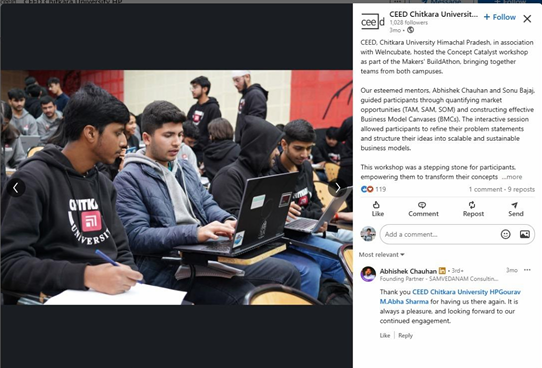 ceed
CEED Chitkara Universit...
1,028 followers
3mo •
+ Follow
CEED, Chitkara University Himachal Pradesh, in association
with Welncubate, hosted the Concept Catalyst workshop
as part of the Makers' BuildAthon, bringing together
teams from both campuses.
Our esteemed mentors, Abhishek Chauhan and Sonu Bajaj,
guided participants through quantifying market
opportunities (TAM, SAM, SOM) and constructing effective
Business Model Canvases (BMCs). The interactive session
allowed participants to refine their problem statements
and structure their ideas into scalable and sustainable
business models.
This workshop was a stepping stone for participants,
empowering them to transform their concepts ...more
119
1 comment · 9 reposts
Like
Comment
Repost
Send
Add a comment...
Most relevant
Abhishek Chauhan in • 3rd+
3mo
Founding Partner - SAMVEDANAM Consultin...
Thank you CEED Chitkara University HPGourav
M.Abha Sharma for having us there again. It is
always a pleasure, and looking forward to our
continued engagement.
Like
Reply
UNIVERSITY